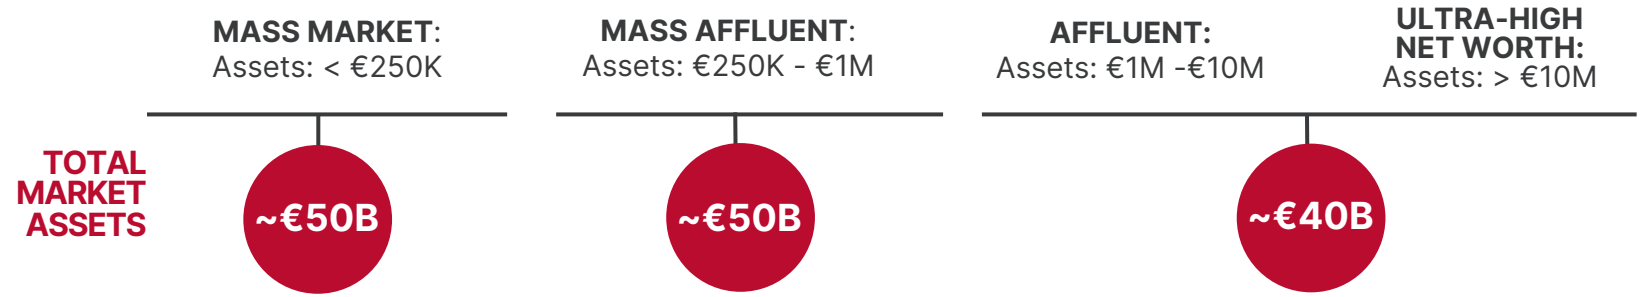 MASS MARKET:
Assets: < €250K
MASS AFFLUENT:
Assets: €250K - €1M
AFFLUENT:
Assets: €1M -€10M
ULTRA-HIGH
NET WORTH:
Assets: > €10M
TOTAL
MARKET
ASSETS
~€50B
~€50B
~€40B